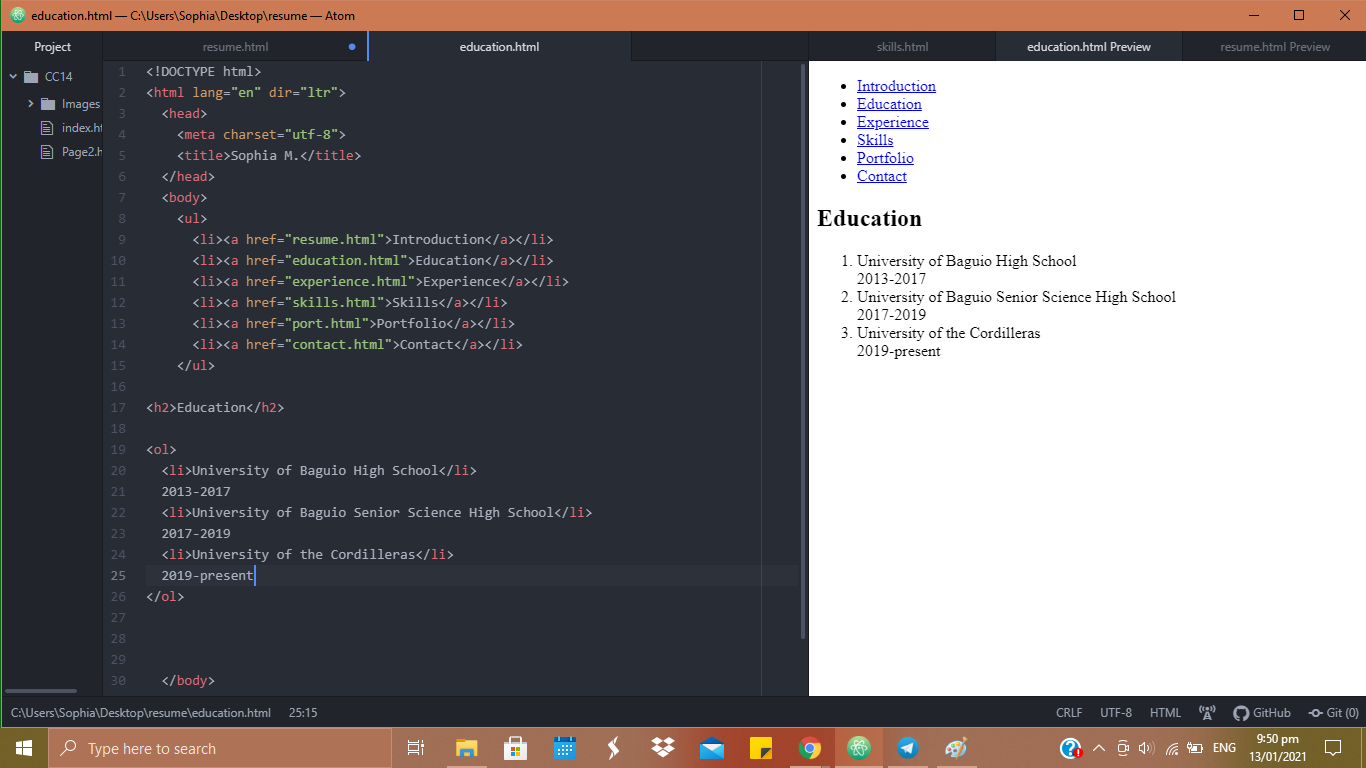 education.html — C:\Users\Sophia\Desktop\resume — Atom
Project
CC14
Images
index.ht
Page2.h
resume.html
education.html
1 <!DOCTYPE html>
2 <html lang="en" dir="ltr">
3 <head>
4 <meta charset="utf-8">
5 <title>Sophia M.</title>
6 </head>
7 <body>
8 <ul>
9 <li><a href="resume.html">Introduction</a></li>
10 <li><a href="education.html">Education</a></li>
11 <li><a href="experience.html">Experience</a></li>
12 <li><a href="skills.html">Skills</a></li>
13 <li><a href="port.html">Portfolio</a></li>
14 <li><a href="contact.html">Contact</a></li>
15 </ul>
16
17 <h2>Education</h2>
18
19 <ol>
20 <li>University of Baguio High School</li>
21 2013-2017
22 <li>University of Baguio Senior Science High School</li>
23 2017-2019
24 <li>University of the Cordilleras</li>
25 2019-present
26 </ol>
27
28
29
30 </body>
skills.html
education.html Preview
resume.html Preview
• Introduction
• Education
• Experience
• Skills
• Portfolio
• Contact
Education
1. University of Baguio High School
2013-2017
2. University of Baguio Senior Science High School
2017-2019
3. University of the Cordilleras
2019-present
C:\Users\Sophia\Desktop\resume\education.html 25:15
CRLF UTF-8 HTML GitHub Git (0)
Type here to search
ENG
9:50 pm
13/01/2021